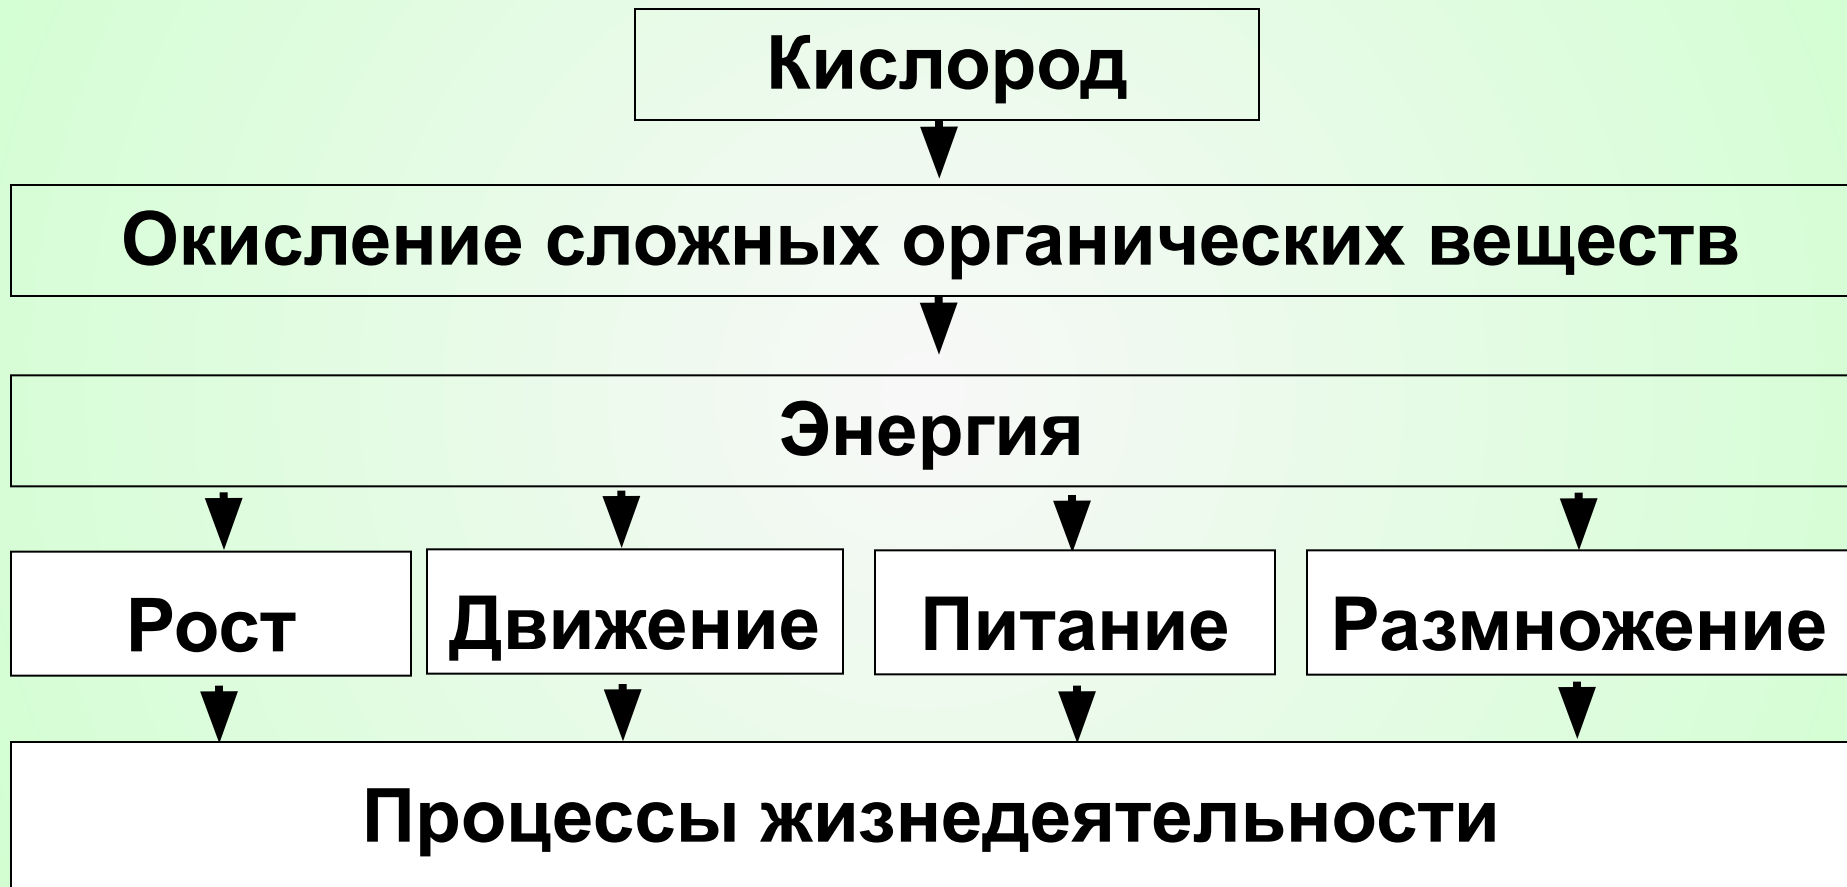 Кислород
Окисление сложных органических веществ
Энергия
Рост Движение Питание Размножение
Процессы жизнедеятельности